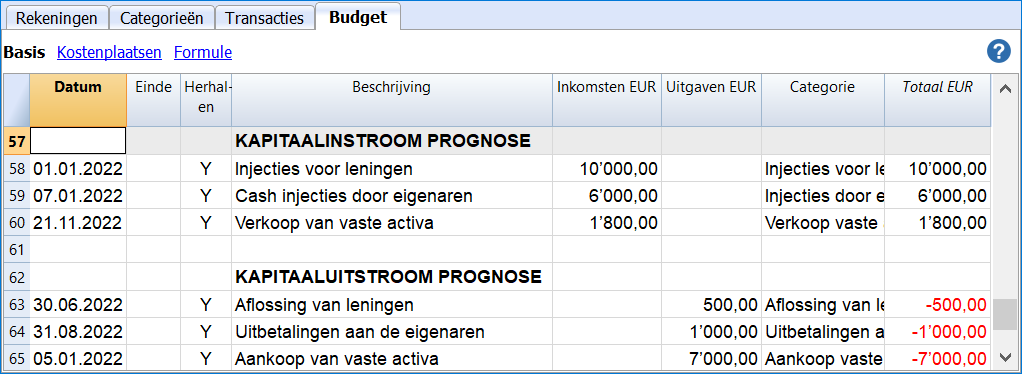 Rekeningen Categorieën Transacties Budget
Basis Kostenplaatsen Formule ?
Datum Einde Herhal-en Beschrijving Inkomsten EUR Uitgaven EUR Categorie Totaal EUR
57 KAPITAALINSTROOM PROGNOSE
58 01.01.2022 Y Injecties voor leningen 10’000,00 Injecties voor le 10’000,00
59 07.01.2022 Y Cash injecties door eigenaren 6’000,00 Injecties door e 6’000,00
60 21.11.2022 Y Verkoop van vaste activa 1’800,00 Verkoop vaste 1’800,00
61
62 KAPITAALUITSTROOM PROGNOSE
63 30.06.2022 Y Aflossing van leningen 500,00 Aflossing van le -500,00
64 31.08.2022 Y Uitbetalingen aan de eigenaren 1’000,00 Uitbetalingen a -1’000,00
65 05.01.2022 Y Aankoop van vaste activa 7’000,00 Aankoop vaste -7’000,00